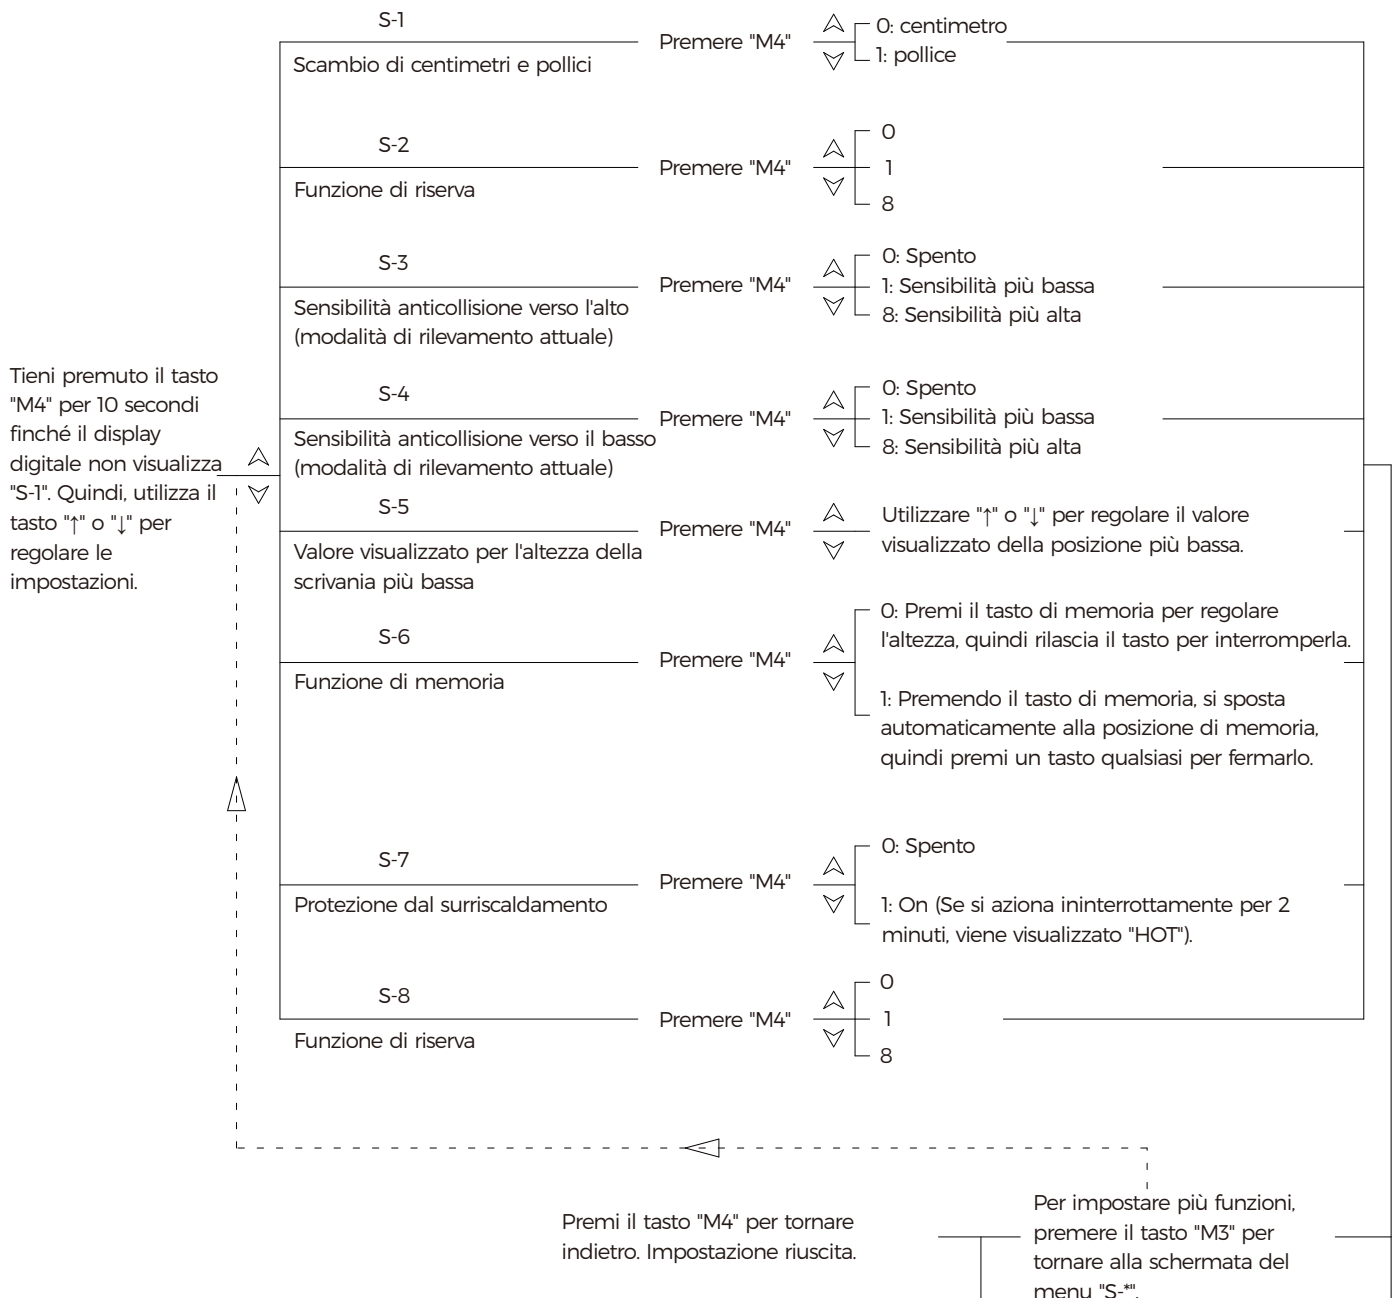 S-1
Premere "M4"
0: centimetro
1: pollice
Scambio di centimetri e pollici
S-2
Premere "M4"
0
1
8
Funzione di riserva
S-3
Premere "M4"
0: Spento
1: Sensibilità più bassa
8: Sensibilità più alta
Sensibilità anticollisione verso l'alto
(modalità di rilevamento attuale)
Tieni premuto il tasto
"M4" per 10 secondi
finché il display
digitale non visualizza
"S-1". Quindi, utilizza il
tasto "↑" o "↓" per
regolare le
impostazioni.
S-4
Premere "M4"
0: Spento
1: Sensibilità più bassa
8: Sensibilità più alta
Sensibilità anticollisione verso il basso
(modalità di rilevamento attuale)
S-5
Premere "M4"
Utilizzare "↑" o "↓" per regolare il valore
visualizzato della posizione più bassa.
Valore visualizzato per l'altezza della
scrivania più bassa
S-6
Premere "M4"
0: Premi il tasto di memoria per regolare
l'altezza, quindi rilascia il tasto per interromperla.
Funzione di memoria
1: Premendo il tasto di memoria, si sposta
automaticamente alla posizione di memoria,
quindi premi un tasto qualsiasi per fermarlo.
S-7
Premere "M4"
0: Spento
Protezione dal surriscaldamento
1: On (Se si aziona ininterrottamente per 2
minuti, viene visualizzato "HOT").
S-8
Premere "M4"
0
1
8
Funzione di riserva
Premi il tasto "M4" per tornare
indietro. Impostazione riuscita.
Per impostare più funzioni,
premere il tasto "M3" per
tornare alla schermata del
menu "S-*".